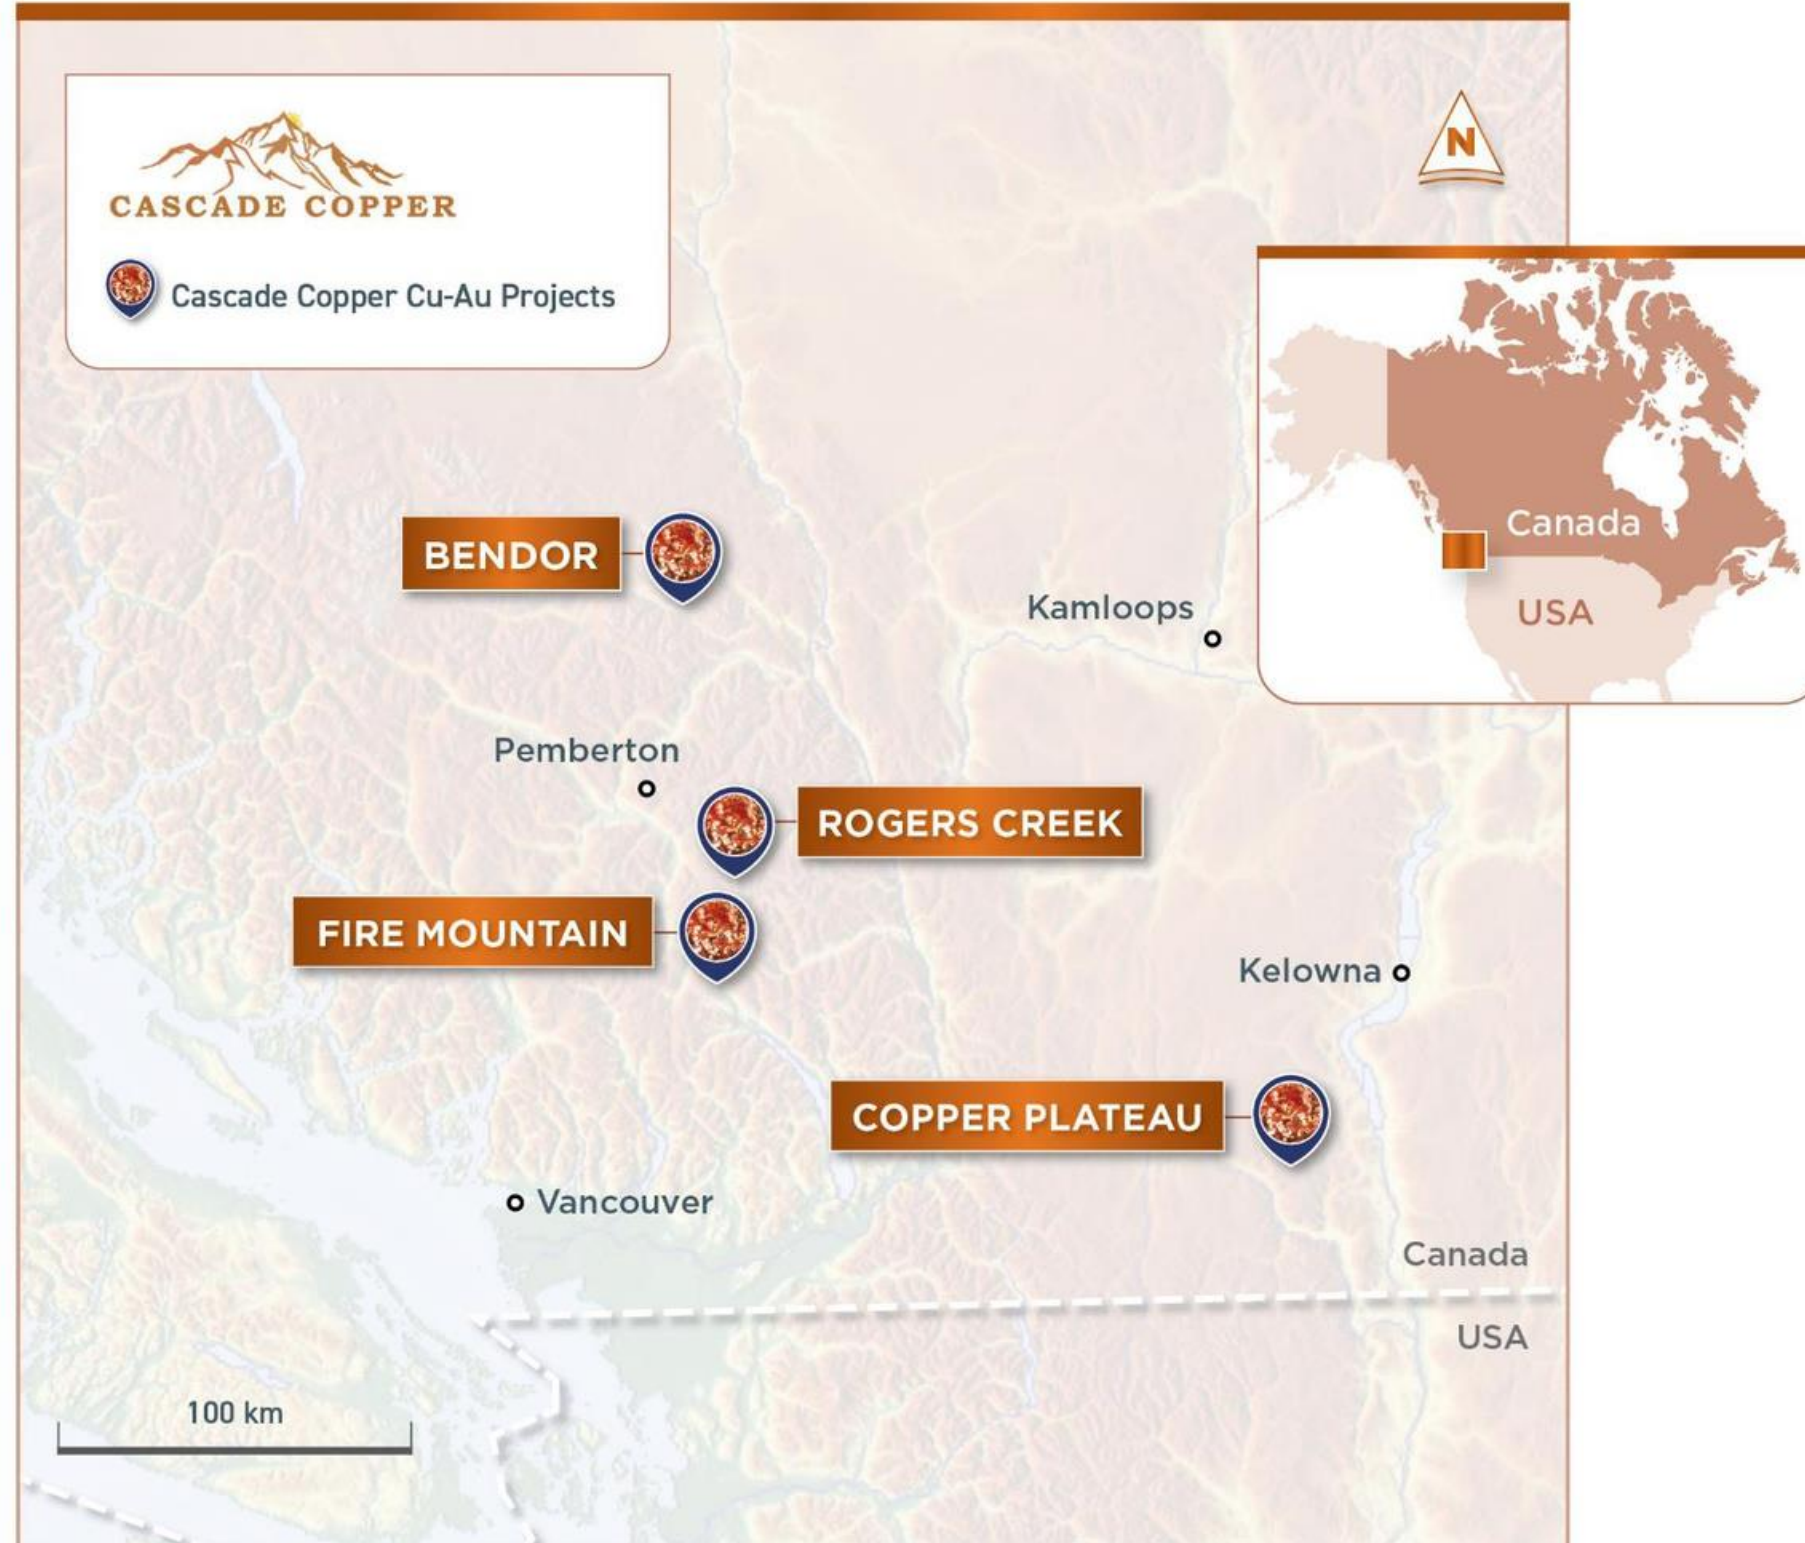 CASCADE COPPER
Cascade Copper Cu-Au Projects
N
Canada
USA
BENDOR
Kamloops
Pemberton
ROGERS CREEK
FIRE MOUNTAIN
Kelowna
COPPER PLATEAU
Vancouver
Canada
USA
100 km